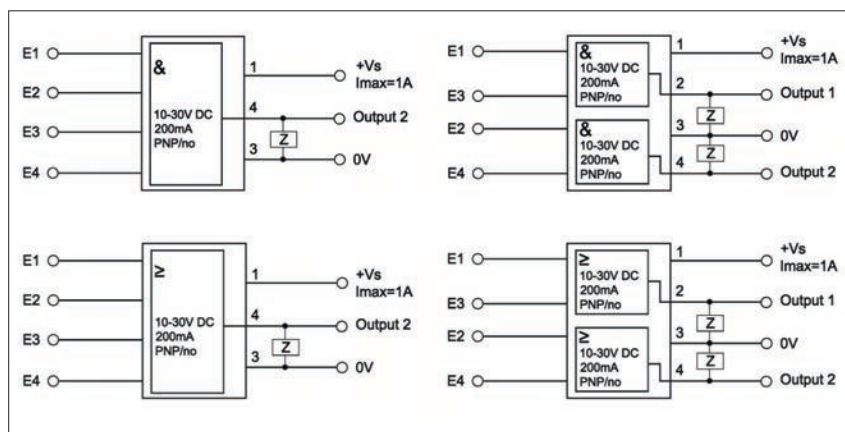 E1
E2
E3
E4
&
10-30V DC
200mA
PNP/no
1
4
3
+Vs
Imax=1A
Output 2
Z
0V
E1
E3
E2
E4
&
10-30V DC
200mA
PNP/no
&
10-30V DC
200mA
PNP/no
1
2
3
4
+Vs
Imax=1A
Output 1
Z
0V
Z
Output 2
E1
E2
E3
E4
≥
10-30V DC
200mA
PNP/no
1
4
3
+Vs
Imax=1A
Output 2
Z
0V
E1
E3
E2
E4
≥
10-30V DC
200mA
PNP/no
≥
10-30V DC
200mA
PNP/no
1
2
3
4
+Vs
Imax=1A
Output 1
Z
0V
Z
Output 2